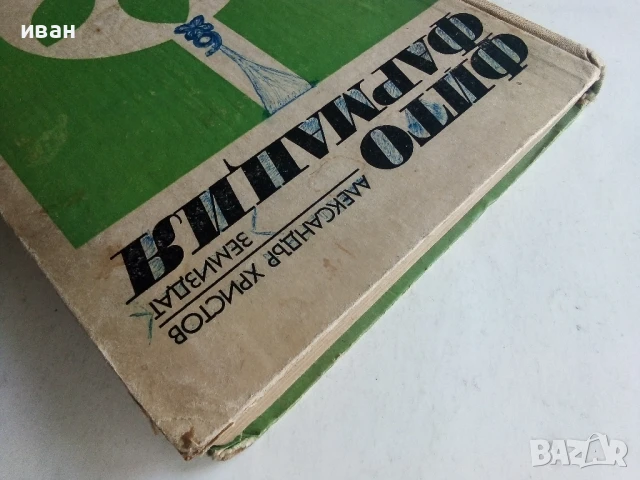 иван
ФИТО
ФАРМАЦИЯ
АЛЕКСАНДЪР ХРИСТОВ
ЗЕМИЗДАТ
BAZAR